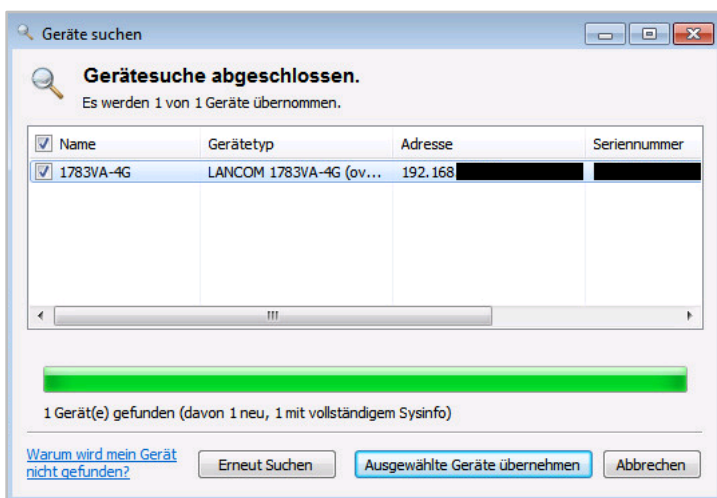 Geräte suchen
Gerätesuche abgeschlossen.
Es werden 1 von 1 Geräte übernommen.
Name Gerätetyp Adresse Seriennummer
1783VA-4G LANCOM 1783VA-4G (ov... 192.168
1 Gerät(e) gefunden (davon 1 neu, 1 mit vollständigem Sysinfo)
Warum wird mein Gerät
nicht gefunden?
Erneut Suchen Ausgewählte Geräte übernehmen Abbrechen